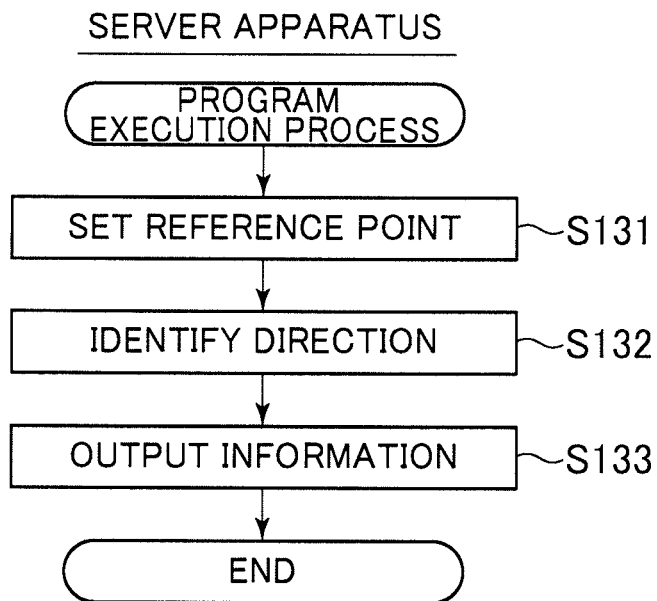 SERVER APPARATUS
PROGRAM
EXECUTION PROCESS
SET REFERENCE POINT
S131
IDENTIFY DIRECTION
S132
OUTPUT INFORMATION
S133
END